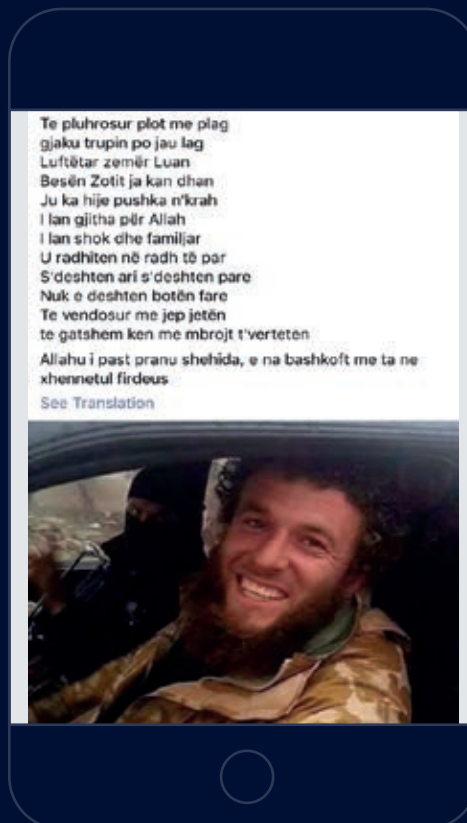 Te pluhrosur plot me plag
gjaku trupin po jau lag
Luftëtar zemër Luan
Besën Zotit ja kan dhan
Ju ka hije pushka n'krah
I lan gjitha për Allah
I lan shok dhe familjar
U radhiten në radh të par
S'deshten ari s'deshten pare
Nuk e deshten botën fare
Te vendosur me jep jetën
te gatshem ken me mbrojt t'verteten
Allahu i past pranu shehida, e na bashkoft me ta ne
xhennetul firdeus
See Translation